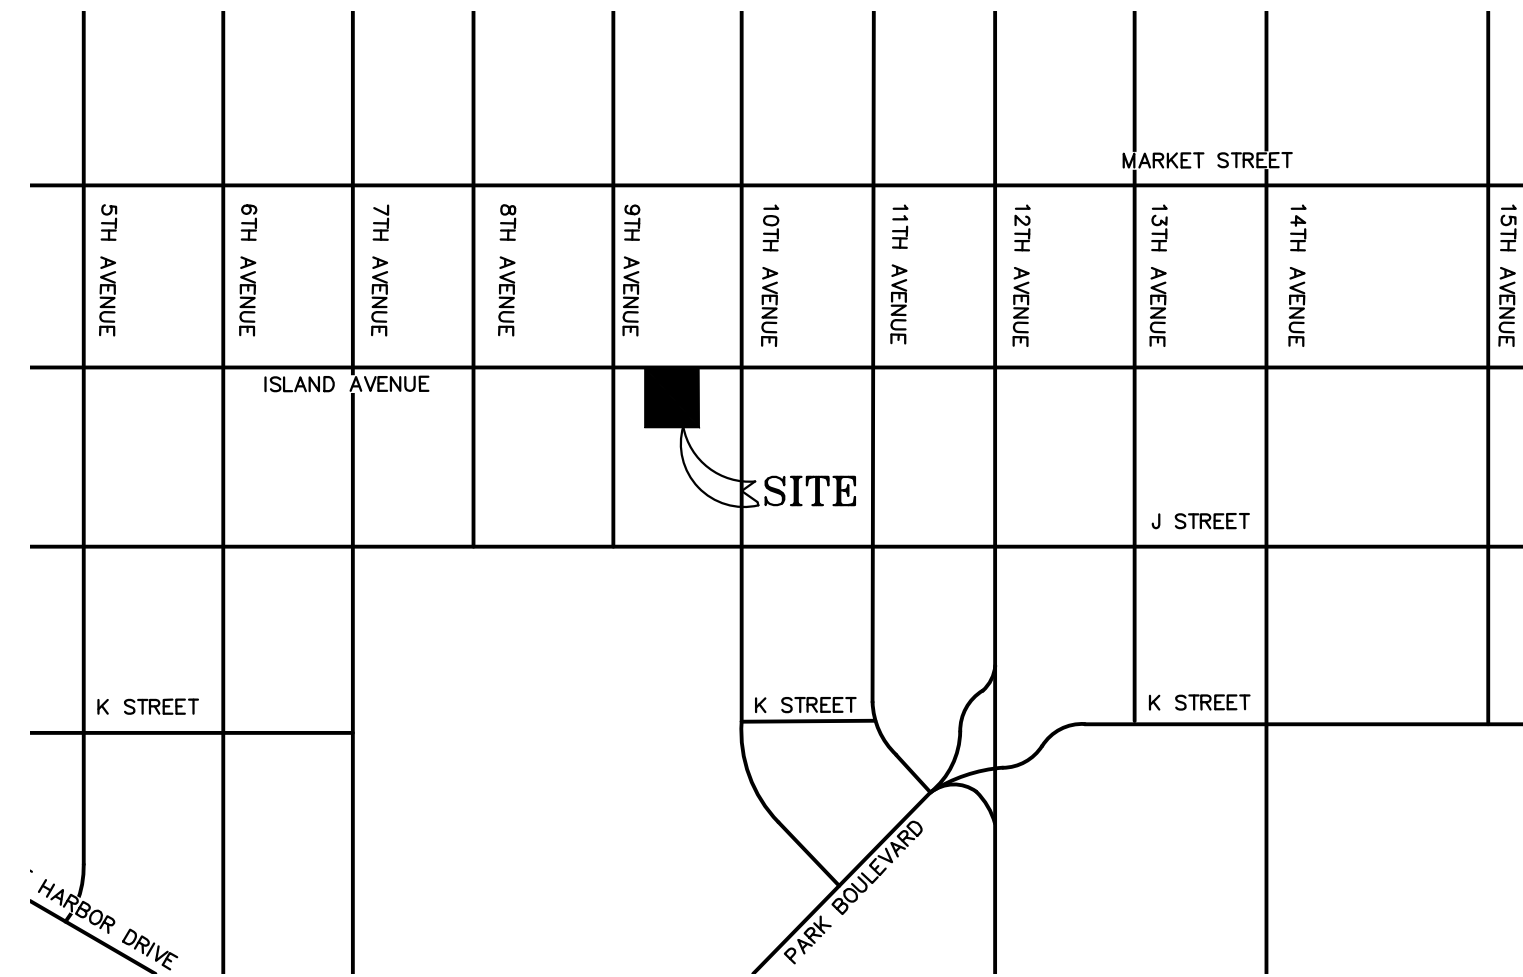 MARKET STREET
5TH AVENUE
6TH AVENUE
7TH AVENUE
8TH AVENUE
9TH AVENUE
10TH AVENUE
11TH AVENUE
12TH AVENUE
13TH AVENUE
14TH AVENUE
15TH AVENUE
ISLAND AVENUE
SITE
J STREET
K STREET
K STREET
K STREET
PARK BOULEVARD
HARBOR DRIVE